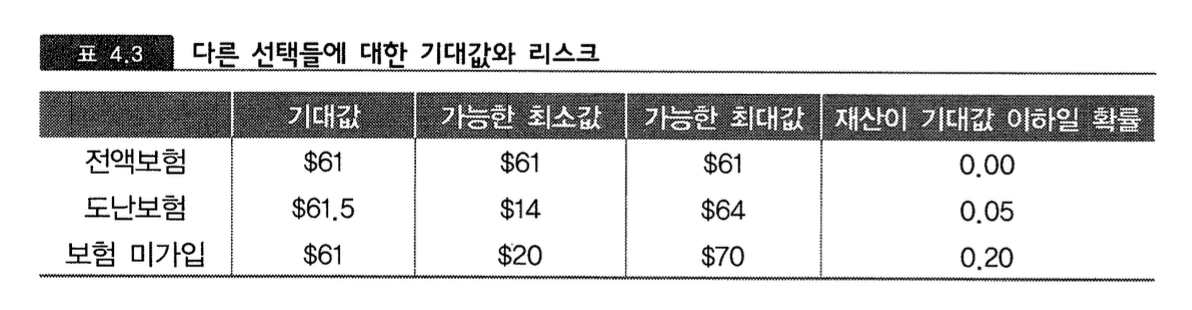 표 4.3 다른 선택들에 대한 기대값와 리스크
기대값 가능한 최소값 가능한 최대값 재산이 기대값 이하일 확률
전액보험 $61 $61 $61 0.00
도난보험 $61.5 $14 $64 0.05
보험 미가입 $61 $20 $70 0.20